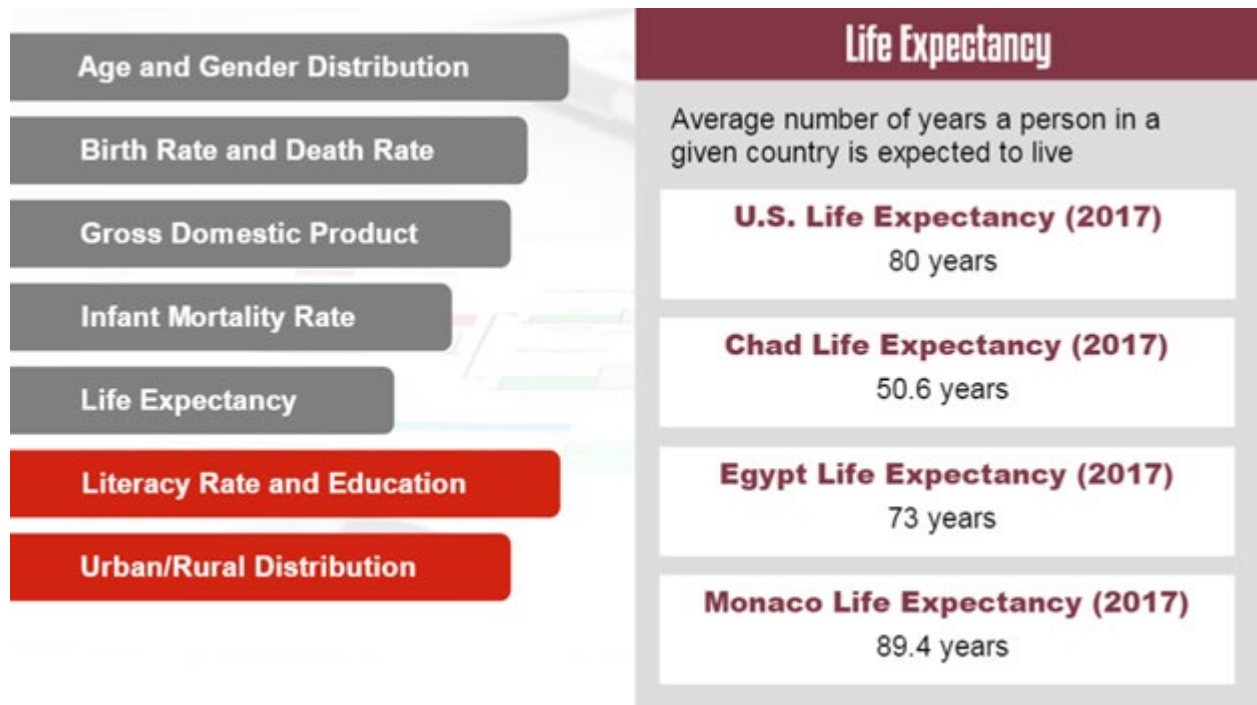 Age and Gender Distribution
Birth Rate and Death Rate
Gross Domestic Product
Infant Mortality Rate
Life Expectancy
Literacy Rate and Education
Urban/Rural Distribution
Life Expectancy
Average number of years a person in a
given country is expected to live
U.S. Life Expectancy (2017)
80 years
Chad Life Expectancy (2017)
50.6 years
Egypt Life Expectancy (2017)
73 years
Monaco Life Expectancy (2017)
89.4 years